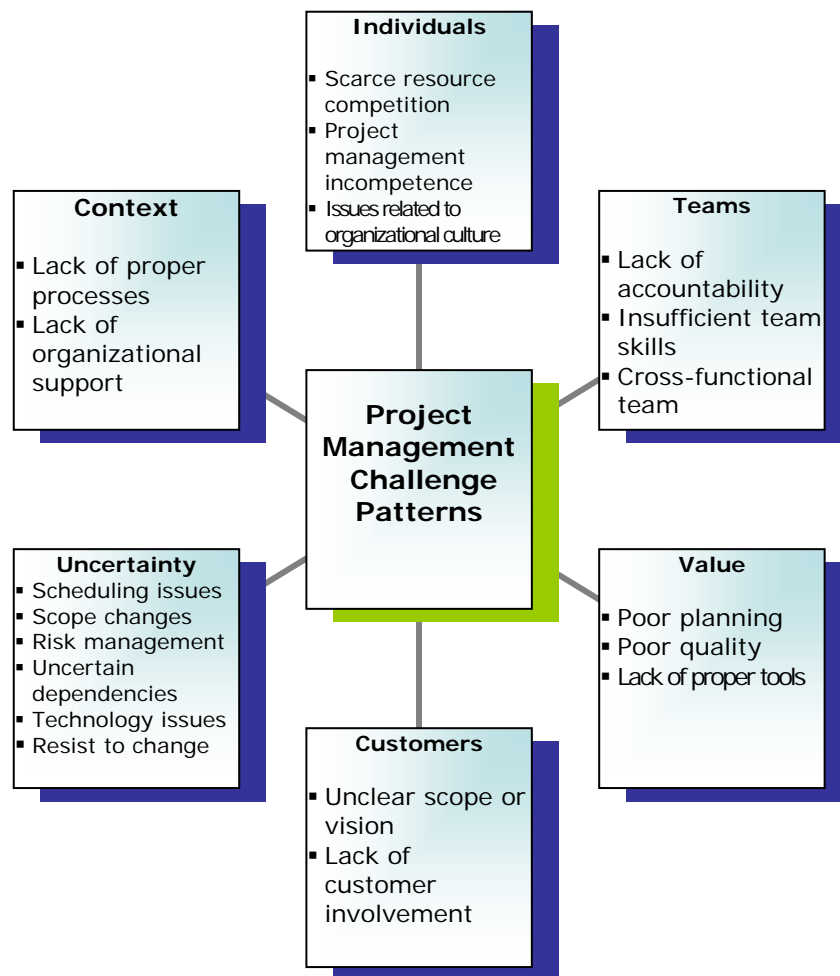 Individuals
▪ Scarce resource
competition
▪ Project
management
incompetence
▪ Issues related to
organizational culture
Context
▪ Lack of proper
processes
▪ Lack of
organizational
support
Teams
▪ Lack of
accountability
▪ Insufficient team
skills
▪ Cross-functional
team
Project
Management
Challenge
Patterns
Uncertainty
▪ Scheduling issues
▪ Scope changes
▪ Risk management
▪ Uncertain
dependencies
▪ Technology issues
▪ Resist to change
Value
▪ Poor planning
▪ Poor quality
▪ Lack of proper tools
Customers
▪ Unclear scope or
vision
▪ Lack of
customer
involvement